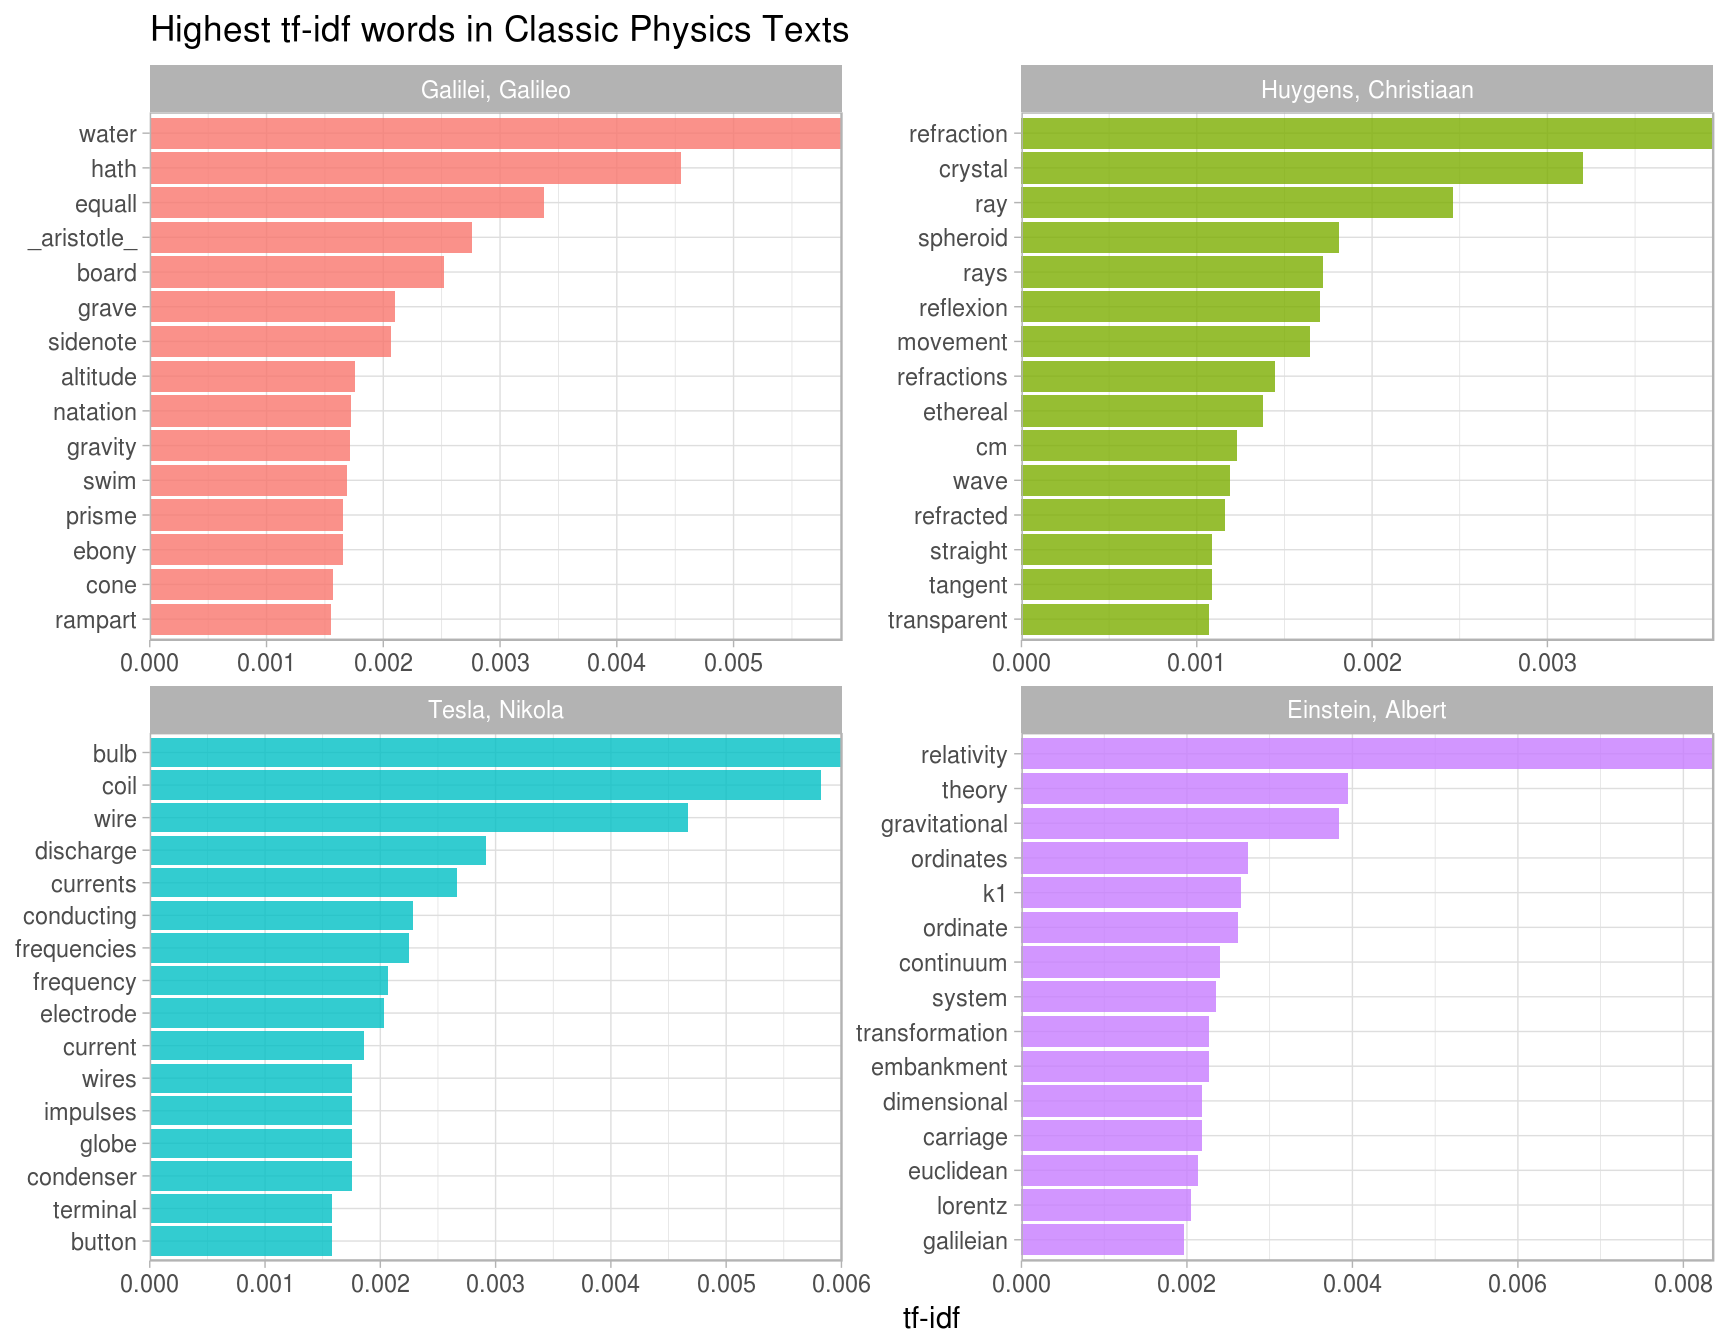 Highest tf-idf words in Classic Physics Texts
Galilei, Galileo
water
hath
equall
_aristotle_
board
grave
sidenote
altitude
natation
gravity
swim
prisme
ebony
cone
rampart
0.000 0.001 0.002 0.003 0.004 0.005
Huygens, Christiaan
refraction
crystal
ray
spheroid
rays
reflexion
movement
refractions
ethereal
cm
wave
refracted
straight
tangent
transparent
0.000 0.001 0.002 0.003
Tesla, Nikola
bulb
coil
wire
discharge
currents
conducting
frequencies
frequency
electrode
current
wires
impulses
globe
condenser
terminal
button
0.000 0.001 0.002 0.003 0.004 0.005 0.006
Einstein, Albert
relativity
theory
gravitational
ordinates
k1
ordinate
continuum
system
transformation
embankment
dimensional
carriage
euclidean
lorentz
galileian
0.000 0.002 0.004 0.006 0.008
tf-idf